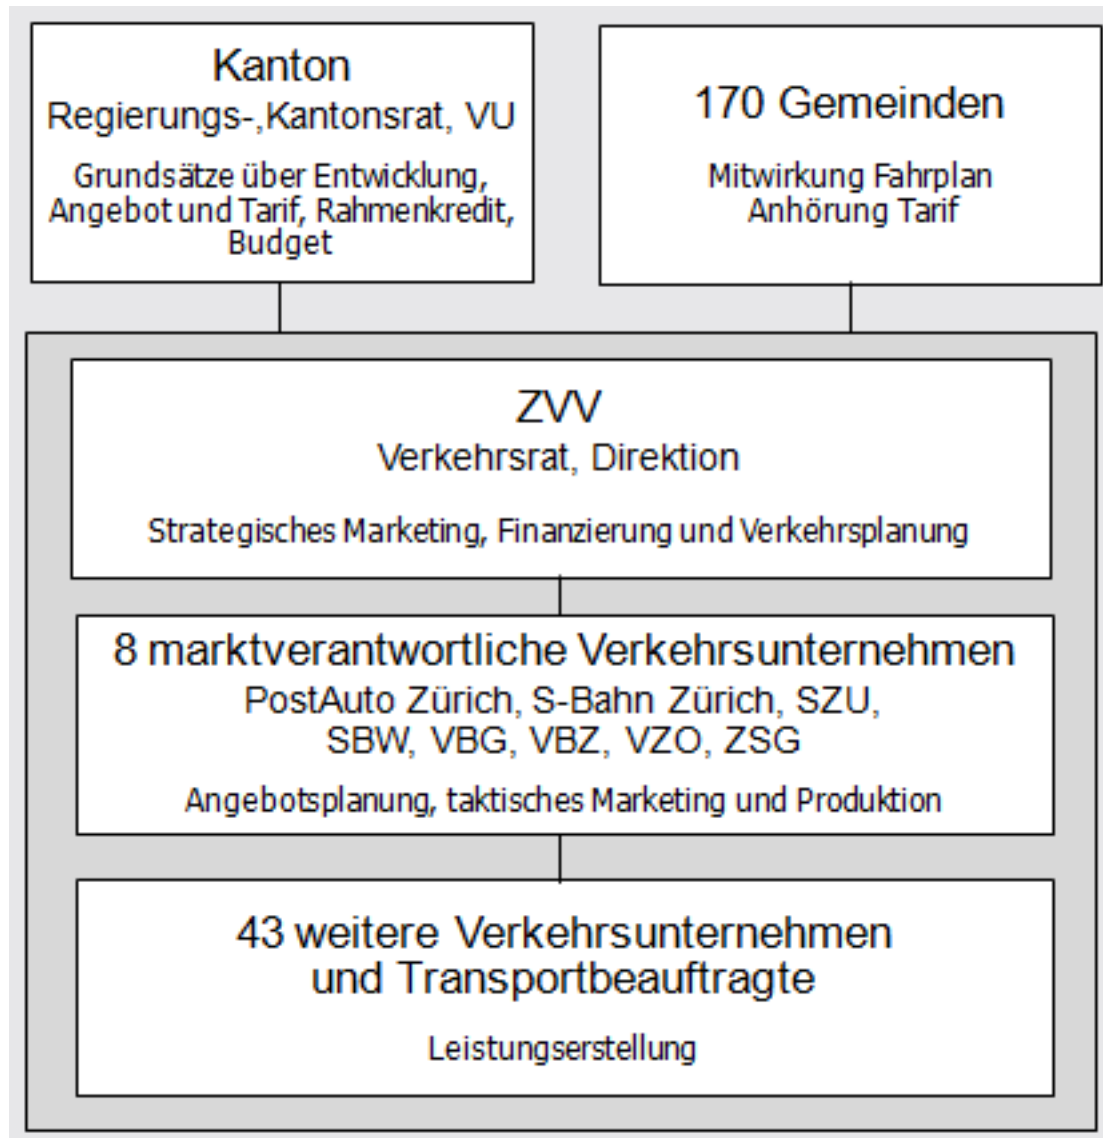 Kanton
Regierungs-,Kantonsrat, VU
Grundsätze über Entwicklung,
Angebot und Tarif, Rahmenkredit,
Budget
170 Gemeinden
Mitwirkung Fahrplan
Anhörung Tarif
ZVV
Verkehrsrat, Direktion
Strategisches Marketing, Finanzierung und Verkehrsplanung
8 marktverantwortliche Verkehrsunternehmen
PostAuto Zürich, S-Bahn Zürich, SZU,
SBW, VBG, VBZ, VZO, ZSG
Angebotsplanung, taktisches Marketing und Produktion
43 weitere Verkehrsunternehmen
und Transportbeauftragte
Leistungserstellung